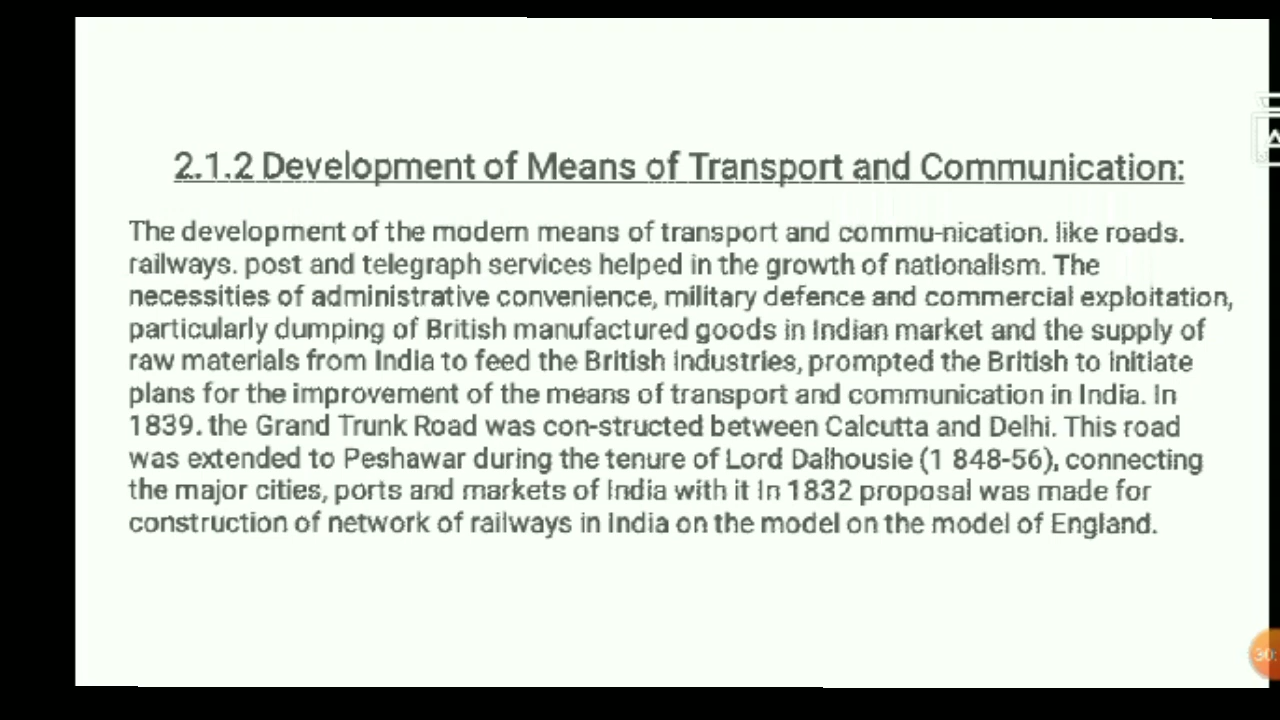 2.1.2 Development of Means of Transport and Communication:
The development of the modern means of transport and commu-nication. like roads.
railways. post and telegraph services helped in the growth of nationalism. The
necessities of administrative convenience, military defence and commercial exploitation,
particularly dumping of British manufactured goods in Indian market and the supply of
raw materials from India to feed the British industries, prompted the British to initiate
plans for the improvement of the means of transport and communication in India. In
1839. the Grand Trunk Road was con-structed between Calcutta and Delhi. This road
was extended to Peshawar during the tenure of Lord Dalhousie (1 848-56), connecting
the major cities, ports and markets of India with it In 1832 proposal was made for
construction of network of railways in India on the model on the model of England.